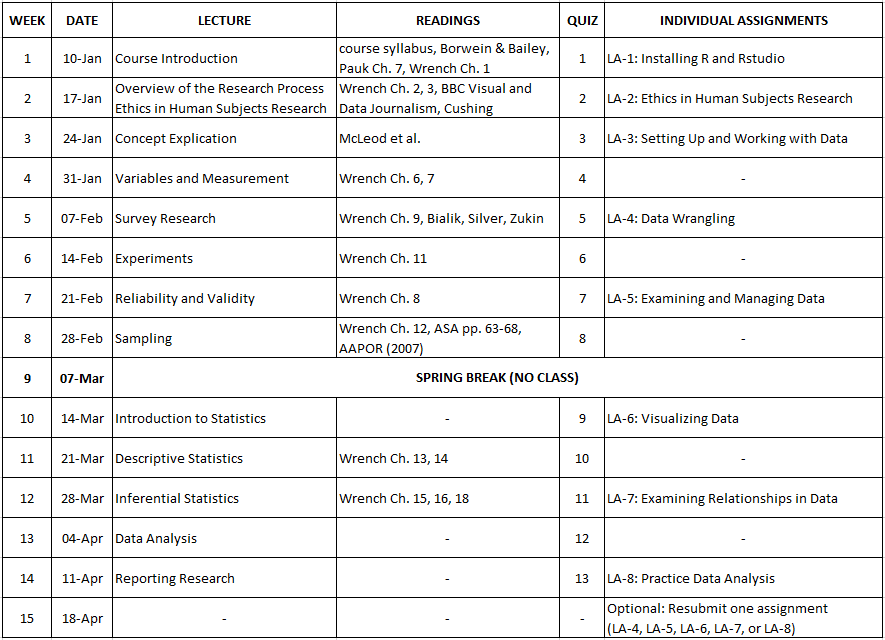 WEEK DATE LECTURE READINGS QUIZ INDIVIDUAL ASSIGNMENTS
1 10-Jan Course Introduction course syllabus, Borwein & Bailey, Pauk Ch. 7, Wrench Ch. 1 1 LA-1: Installing R and Rstudio
2 17-Jan Overview of the Research Process Ethics in Human Subjects Research Wrench Ch. 2, 3, BBC Visual and Data Journalism, Cushing 2 LA-2: Ethics in Human Subjects Research
3 24-Jan Concept Explication McLeod et al. 3 LA-3: Setting Up and Working with Data
4 31-Jan Variables and Measurement Wrench Ch. 6, 7 4 -
5 07-Feb Survey Research Wrench Ch. 9, Bialik, Silver, Zukin 5 LA-4: Data Wrangling
6 14-Feb Experiments Wrench Ch. 11 6 -
7 21-Feb Reliability and Validity Wrench Ch. 8 7 LA-5: Examining and Managing Data
8 28-Feb Sampling Wrench Ch. 12, ASA pp. 63-68, AAPOR (2007) 8 -
9 07-Mar SPRING BREAK (NO CLASS)
10 14-Mar Introduction to Statistics - 9 LA-6: Visualizing Data
11 21-Mar Descriptive Statistics Wrench Ch. 13, 14 10 -
12 28-Mar Inferential Statistics Wrench Ch. 15, 16, 18 11 LA-7: Examining Relationships in Data
13 04-Apr Data Analysis - 12 -
14 11-Apr Reporting Research - 13 LA-8: Practice Data Analysis
15 18-Apr - - - Optional: Resubmit one assignment (LA-4, LA-5, LA-6, LA-7, or LA-8)